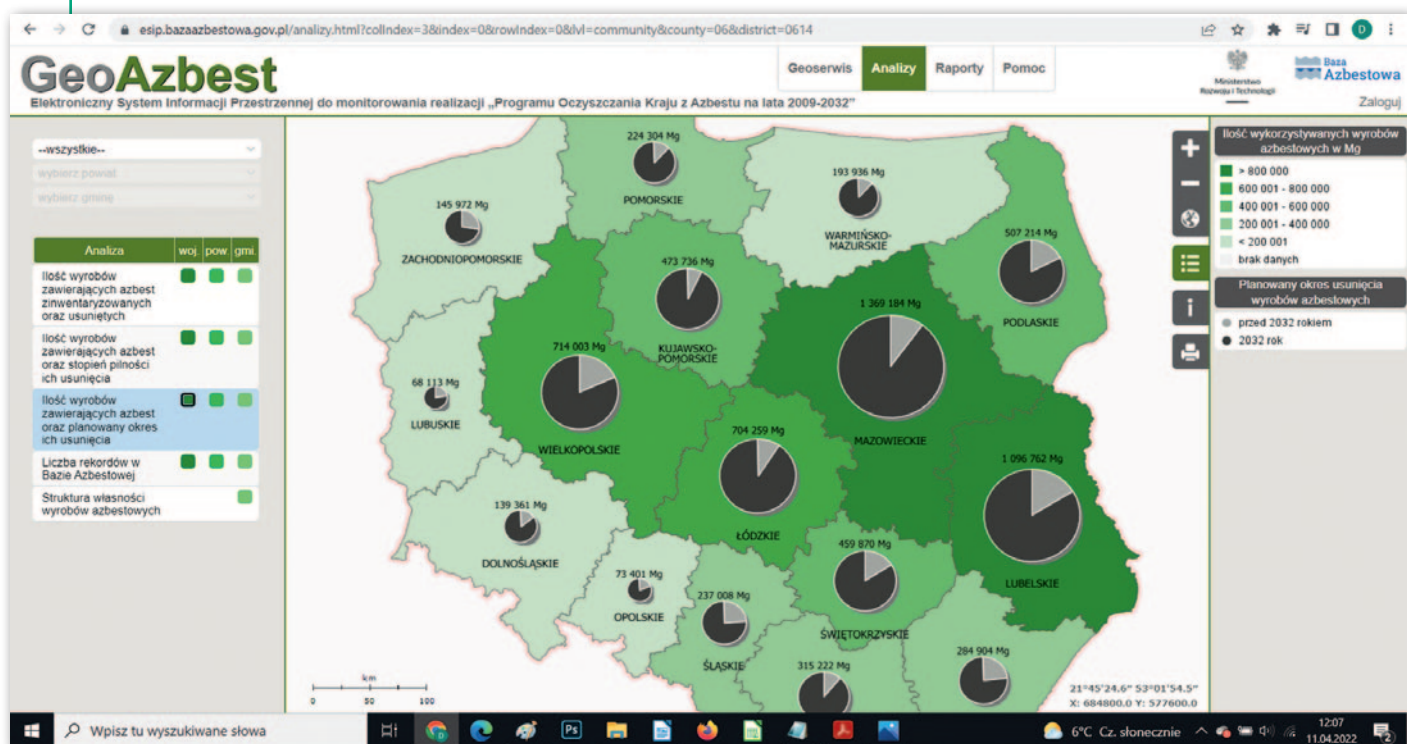 esip.bazaazbestowa.gov.pl/analizy.html?colIndex=3&index=0&rowIndex=0&lvl=community&county=06&district=0614
D
GeoAzbest
Elektroniczny System Informacji Przestrzennej do monitorowania realizacji „Programu Oczyszczania Kraju z Azbestu na lata 2009-2032”
Geoserwis Analizy Raporty Pomoc
Ministerstwo
Rozwoju i Technologii
Baza
Azbestowa
Zaloguj
--wszystkie--
wybierz powiat
wybierz gminę
Analiza woj. pow. gmi.
Ilość wyrobów
zawierających azbest
zinwentaryzowanych
oraz usuniętych
Ilość wyrobów
zawierających azbest
oraz stopień pilności
ich usunięcia
Ilość wyrobów
zawierających azbest
oraz planowany okres
ich usunięcia
Liczba rekordów w
Bazie Azbestowej
Struktura własności
wyrobów azbestowych
224 304 Mg
POMORSKIE
193 936 Mg
WARMIŃSKO-
MAZURSKIE
145 972 Mg
ZACHODNIOPOMORSKIE
507 214 Mg
PODLASKIE
473 736 Mg
KUJAWSKO-
POMORSKIE
1 369 184 Mg
MAZOWIECKIE
714 003 Mg
WIELKOPOLSKIE
68 113 Mg
LUBUSKIE
704 259 Mg
ŁÓDZKIE
1 096 762 Mg
LUBELSKIE
139 361 Mg
DOLNOŚLĄSKIE
73 401 Mg
OPOLSKIE
459 870 Mg
ŚWIĘTOKRZYSKIE
237 008 Mg
ŚLĄSKIE
315 222 Mg
284 904 Mg
km
0 50 100
21°45'24.6" 53°01'54.5"
X: 684800.0 Y: 577600.0
Ilość wykorzystywanych wyrobów
azbestowych w Mg
> 800 000
600 001 - 800 000
400 001 - 600 000
200 001 - 400 000
< 200 001
brak danych
Planowany okres usunięcia
wyrobów azbestowych
przed 2032 rokiem
2032 rok
Wpisz tu wyszukiwane słowa
Ps
6°C Cz. słonecznie
12:07
11.04.2022
2